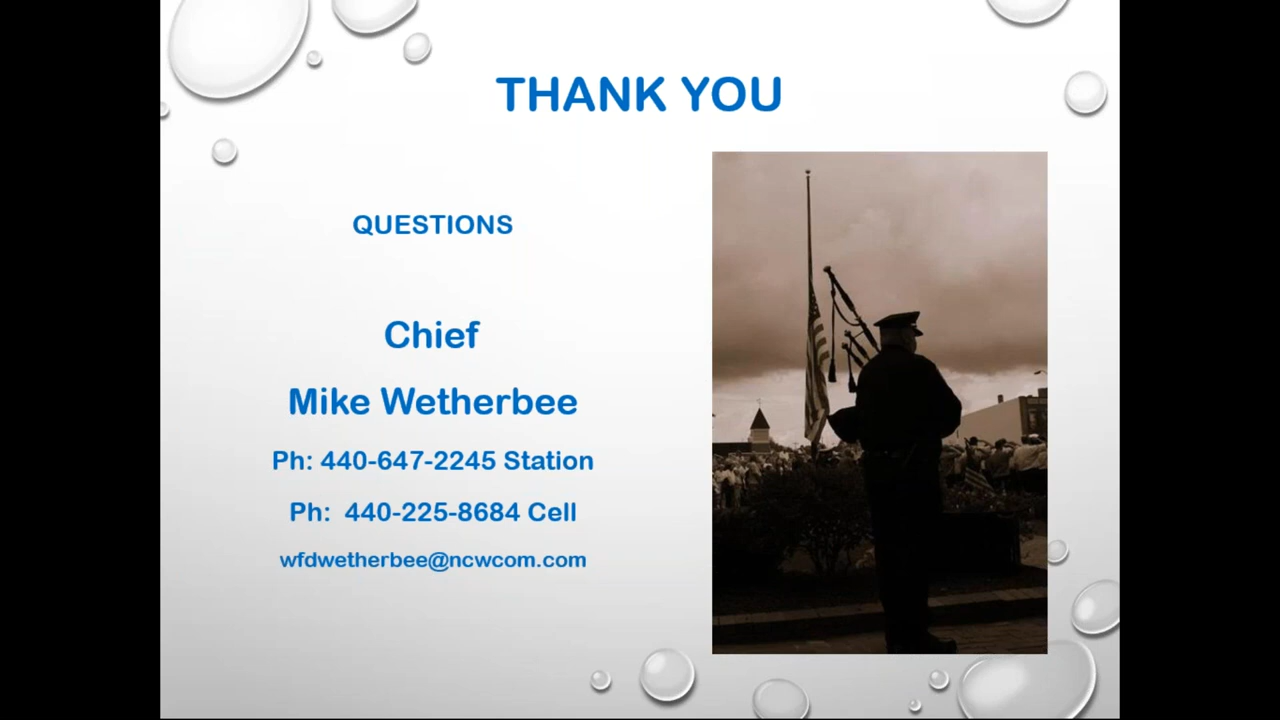 THANK YOU
QUESTIONS
Chief
Mike Wetherbee
Ph: 440-647-2245 Station
Ph: 440-225-8684 Cell
wfdwetherbee@ncwcom.com